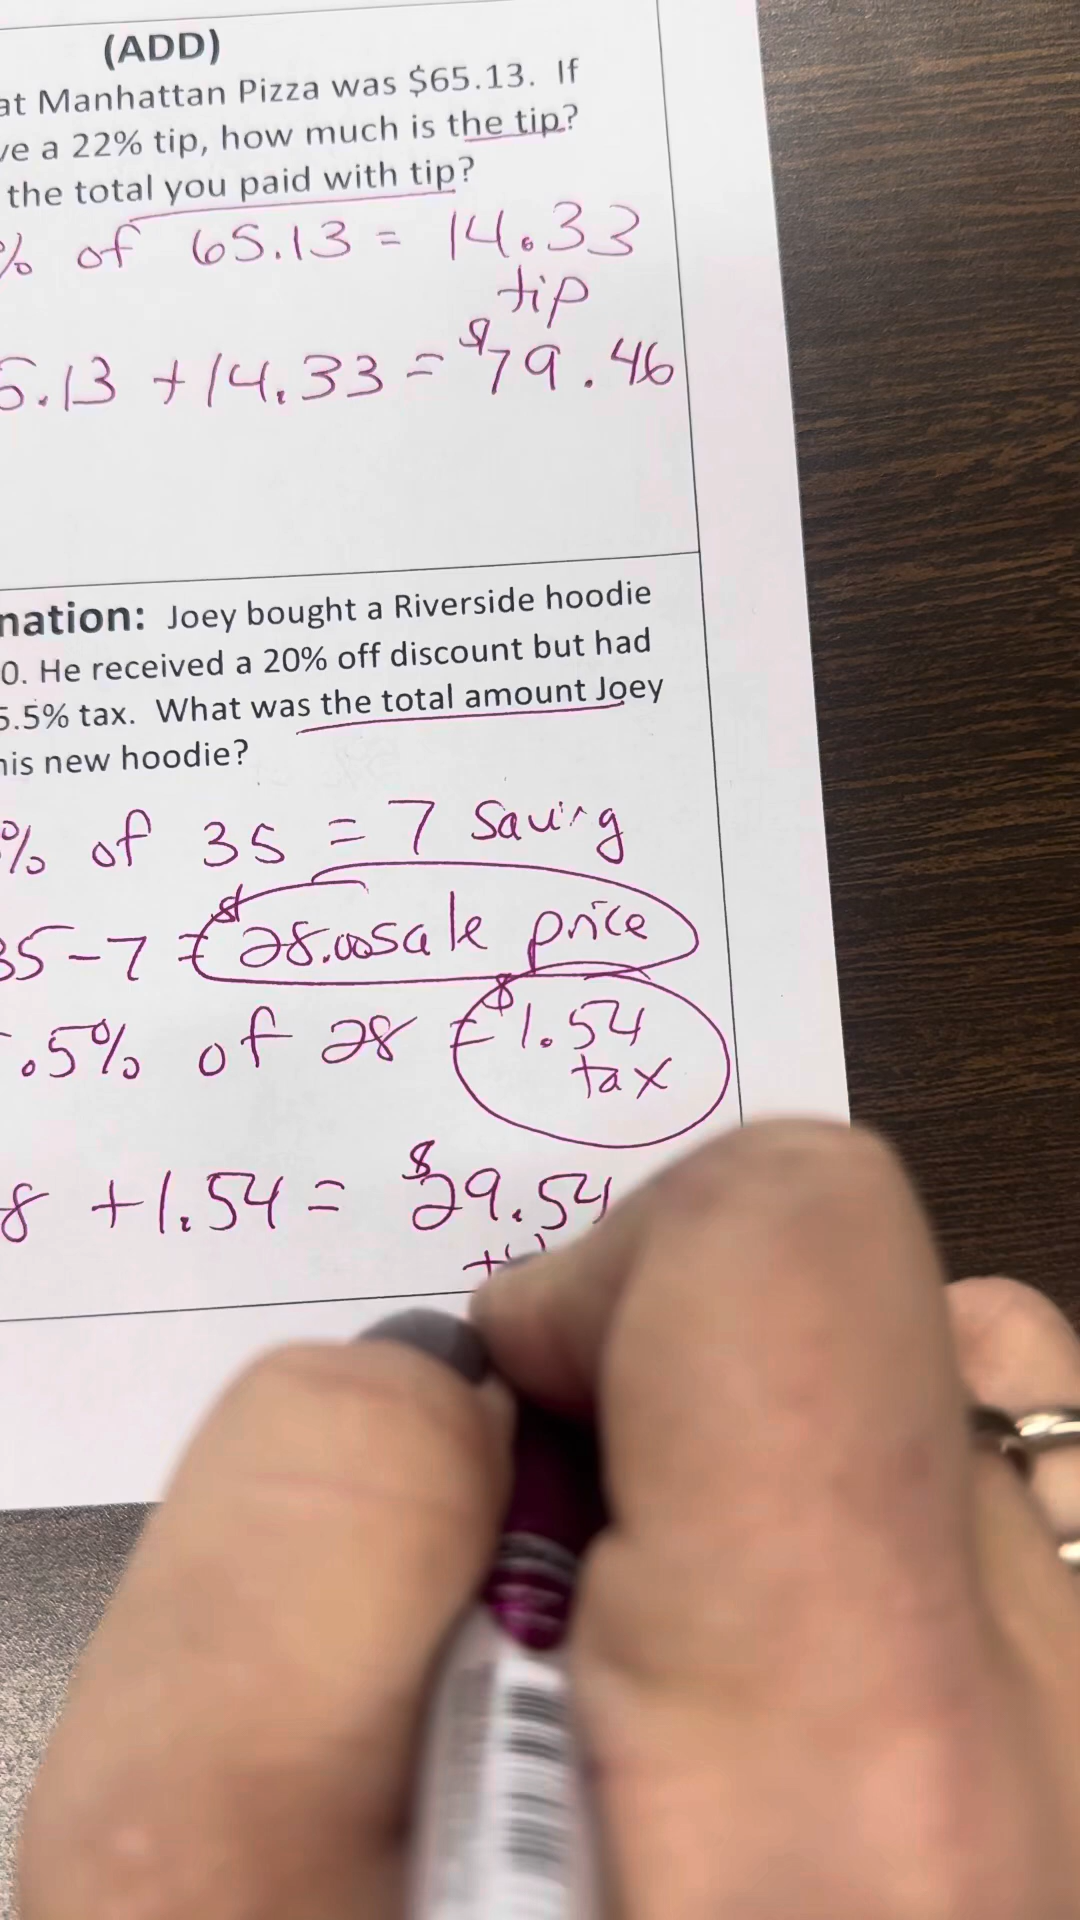 (ADD)
at Manhattan Pizza was $65.13. If
ve a 22% tip, how much is the tip?
the total you paid with tip?
% of 65.13 = 14.33
tip
5.13 + 14.33 = $79.46
nation: Joey bought a Riverside hoodie
0. He received a 20% off discount but had
5.5% tax. What was the total amount Joey
his new hoodie?
% of 35 = 7 Saving
35 - 7 = $28.00 sale price
.5% of 28 = $1.54
tax
8 + 1.54 = $29.54